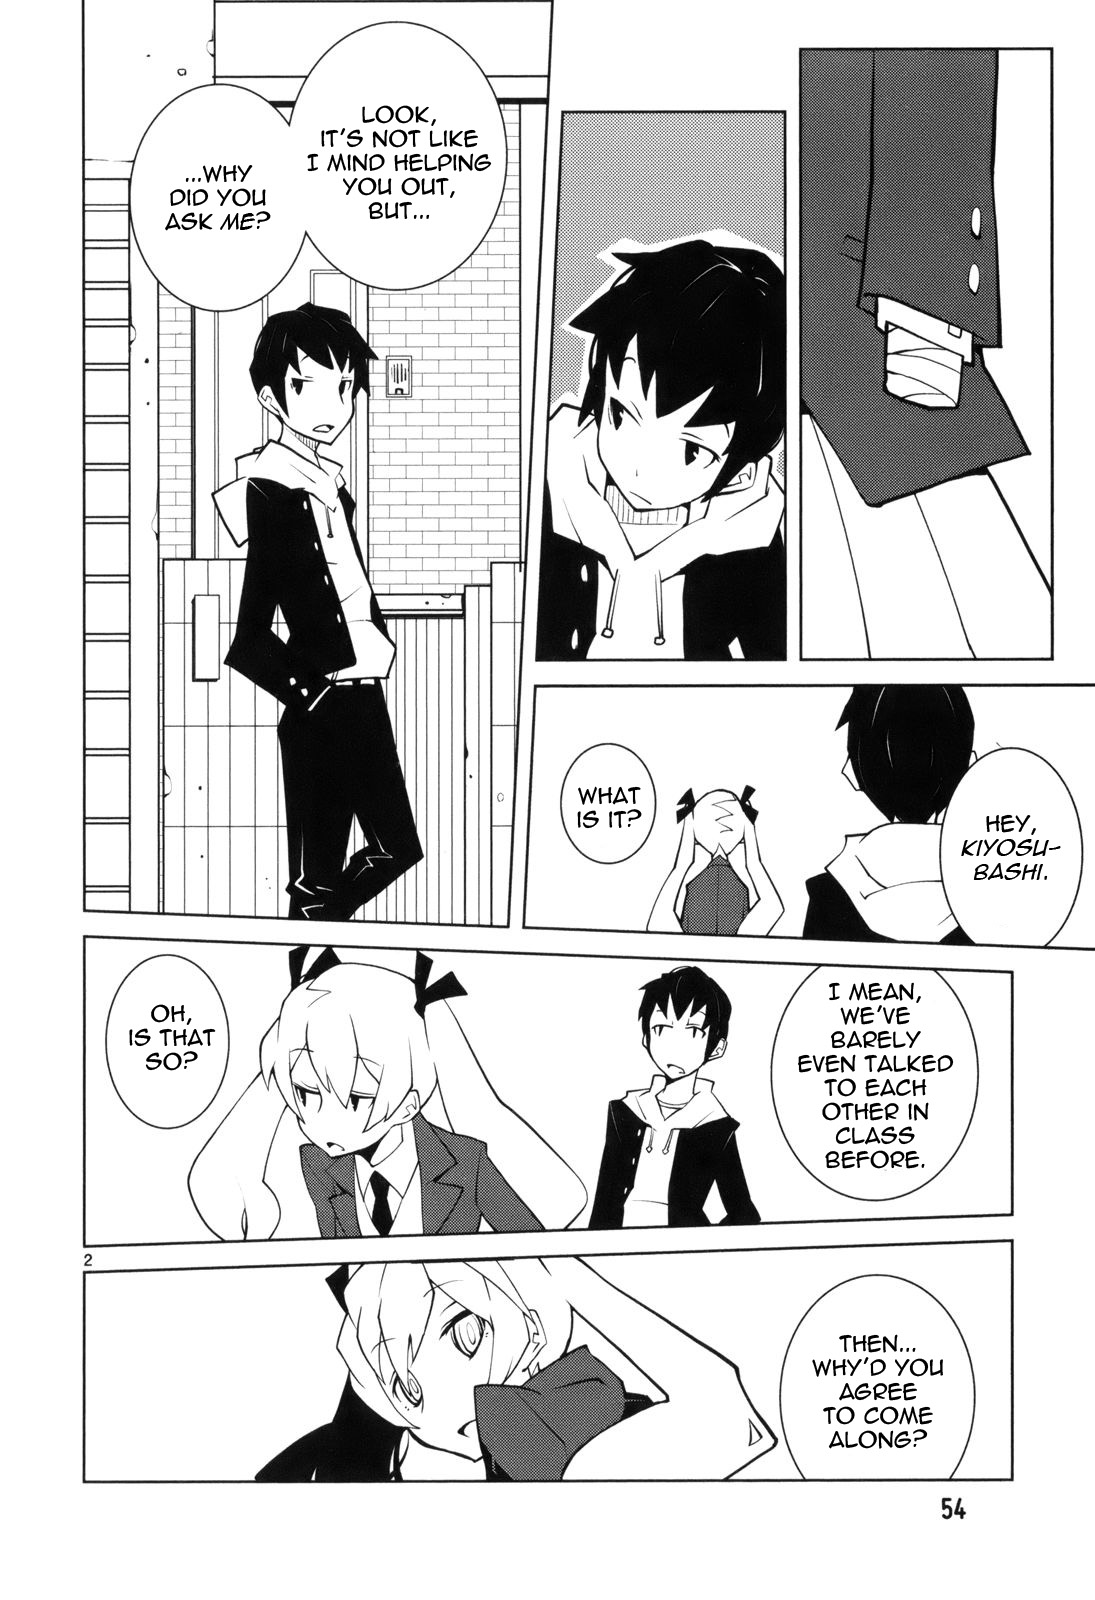 HEY,
KIYOSU-
BASHI.
WHAT
IS IT?
LOOK,
IT'S NOT LIKE
I MIND HELPING
YOU OUT,
BUT...
...WHY
DID YOU
ASK ME?
I MEAN,
WE'VE
BARELY
EVEN TALKED
TO EACH
OTHER IN
CLASS
BEFORE.
OH,
IS THAT
SO?
2
THEN...
WHY'D YOU
AGREE
TO COME
ALONG?
54